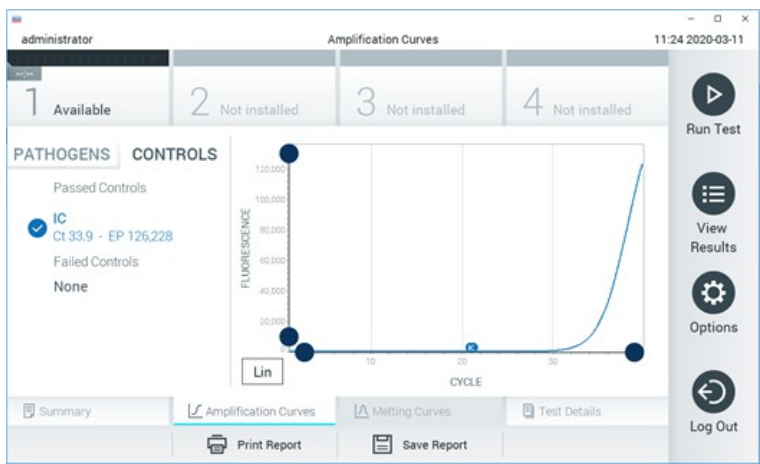 administrator
Amplification Curves
11:24 2020-03-11
--:--
1 Available
2 Not installed
3 Not installed
4 Not installed
Run Test
View
Results
Options
Log Out
PATHOGENS CONTROLS
Passed Controls
IC
Ct 33.9 - EP 126,228
Failed Controls
None
FLUORESCENCE
120,000
100,000
80,000
60,000
40,000
20,000
IC
10 20 30
CYCLE
Lin
Summary
Amplification Curves
Melting Curves
Test Details
Print Report
Save Report